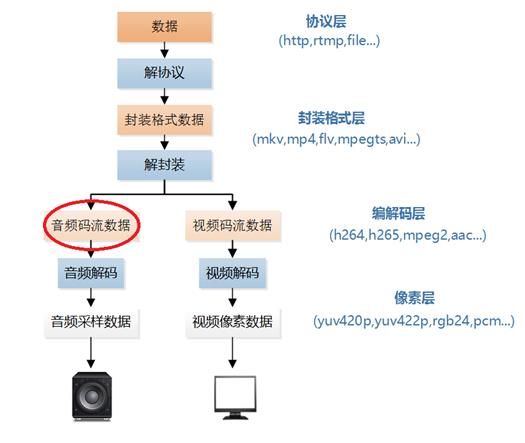 数据
协议层
(http,rtmp,file...)
解协议
封装格式数据
封装格式层
(mkv,mp4,flv,mpegts,avi...)
解封装
音频码流数据
视频码流数据
编解码层
(h264,h265,mpeg2,aac...)
音频解码
视频解码
音频采样数据
视频像素数据
像素层
(yuv420p,yuv422p,rgb24,pcm...)